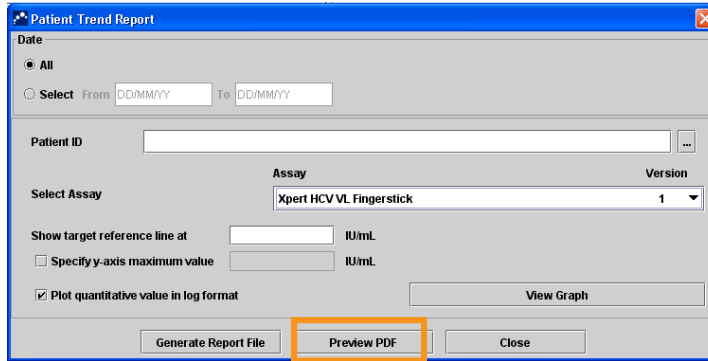 Patient Trend Report
Date
All
Select From DD/MM/YY To DD/MM/YY
Patient ID ...
Assay Version
Select Assay Xpert HCV VL Fingerstick 1
Show target reference line at IU/mL
Specify y-axis maximum value IU/mL
Plot quantitative value in log format View Graph
Generate Report File Preview PDF Close